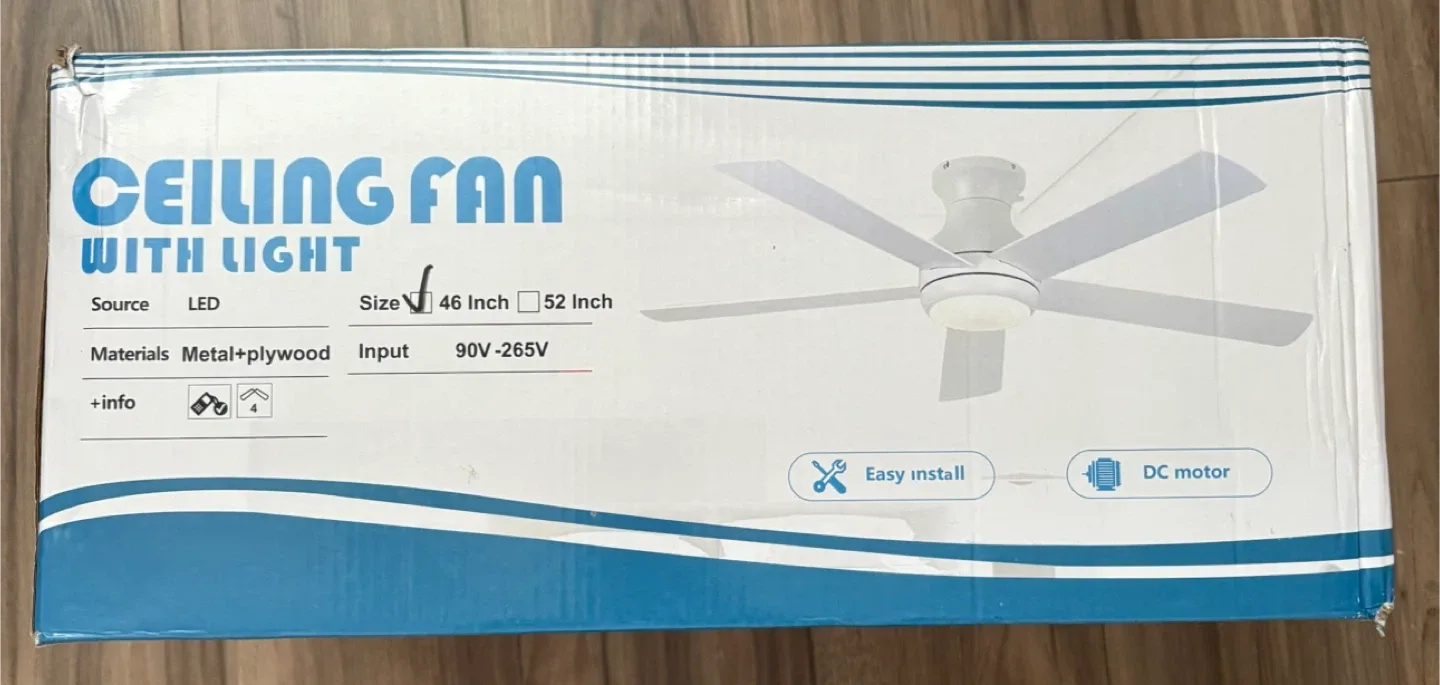 CEILING FAN
WITH LIGHT
Source LED
Size 46 Inch 52 Inch
Materials Metal+plywood
Input 90V-265V
+info
4
Easy install
DC motor